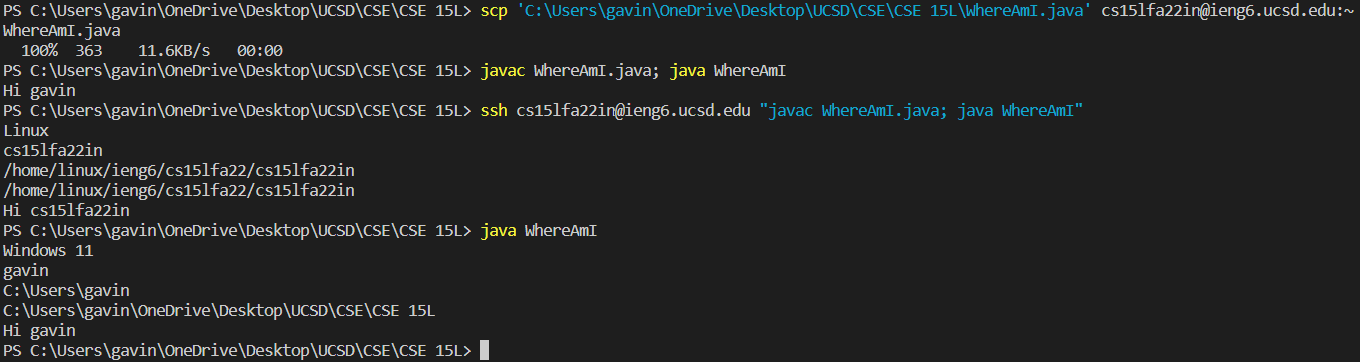 PS C:\Users\gavin\OneDrive\Desktop\UCSD\CSE\CSE 15L> scp 'C:\Users\gavin\OneDrive\Desktop\UCSD\CSE\CSE 15L\WhereAmI.java' cs15lfa22in@ieng6.ucsd.edu:~
WhereAmI.java
100% 363 11.6KB/s 00:00
PS C:\Users\gavin\OneDrive\Desktop\UCSD\CSE\CSE 15L> javac WhereAmI.java; java WhereAmI
Hi gavin
PS C:\Users\gavin\OneDrive\Desktop\UCSD\CSE\CSE 15L> ssh cs15lfa22in@ieng6.ucsd.edu "javac WhereAmI.java; java WhereAmI"
Linux
cs15lfa22in
/home/linux/ieng6/cs15lfa22/cs15lfa22in
/home/linux/ieng6/cs15lfa22/cs15lfa22in
Hi cs15lfa22in
PS C:\Users\gavin\OneDrive\Desktop\UCSD\CSE\CSE 15L> java WhereAmI
Windows 11
gavin
C:\Users\gavin
C:\Users\gavin\OneDrive\Desktop\UCSD\CSE\CSE 15L
Hi gavin
PS C:\Users\gavin\OneDrive\Desktop\UCSD\CSE\CSE 15L>